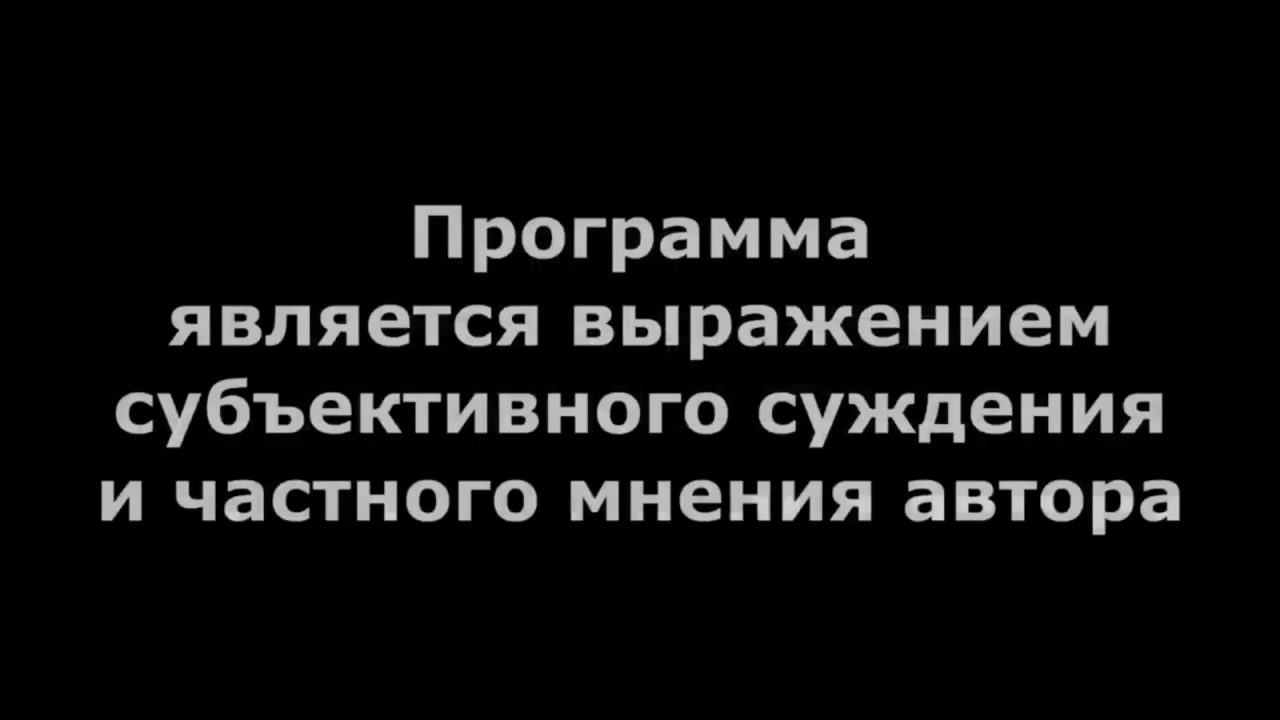 Программа
является выражением
субъективного суждения
и частного мнения автора